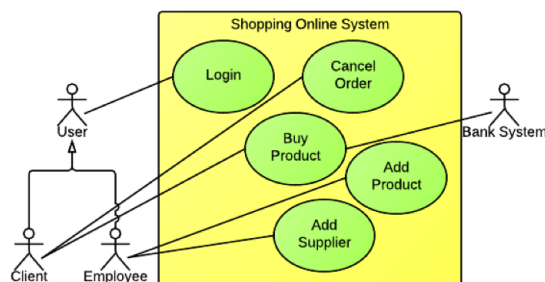 Shopping Online System
Login
Cancel
Order
User
Buy
Product
Bank System
Add
Product
Add
Supplier
Client
Employee